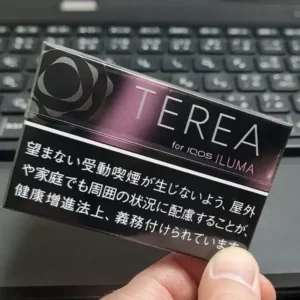 TEREA
for IQOS ILUMA
望まない受動喫煙が生じないよう、屋外
や家庭でも周囲の状況に配慮することが、
健康増進法上、義務付けられています。